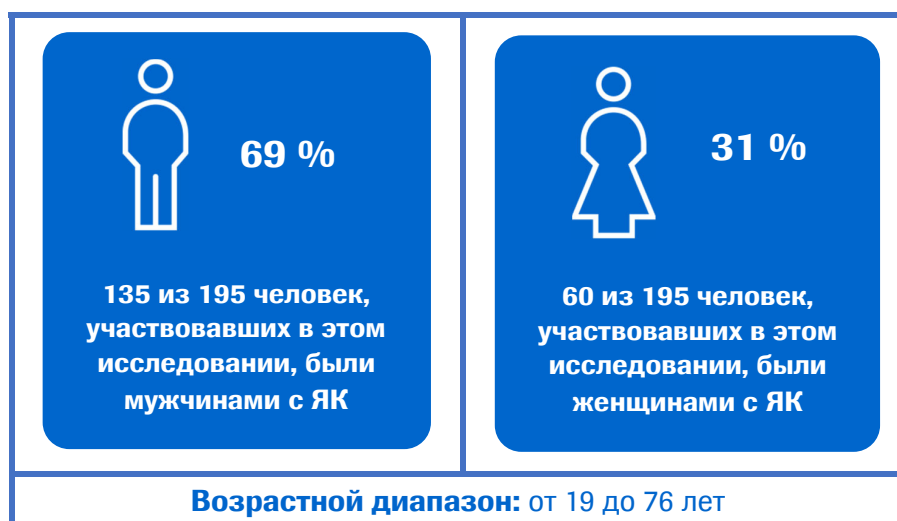 69 %
135 из 195 человек,
участвовавших в этом
исследовании, были
мужчинами с ЯК
31 %
60 из 195 человек,
участвовавших в этом
исследовании, были
женщинами с ЯК
Возрастной диапазон: от 19 до 76 лет